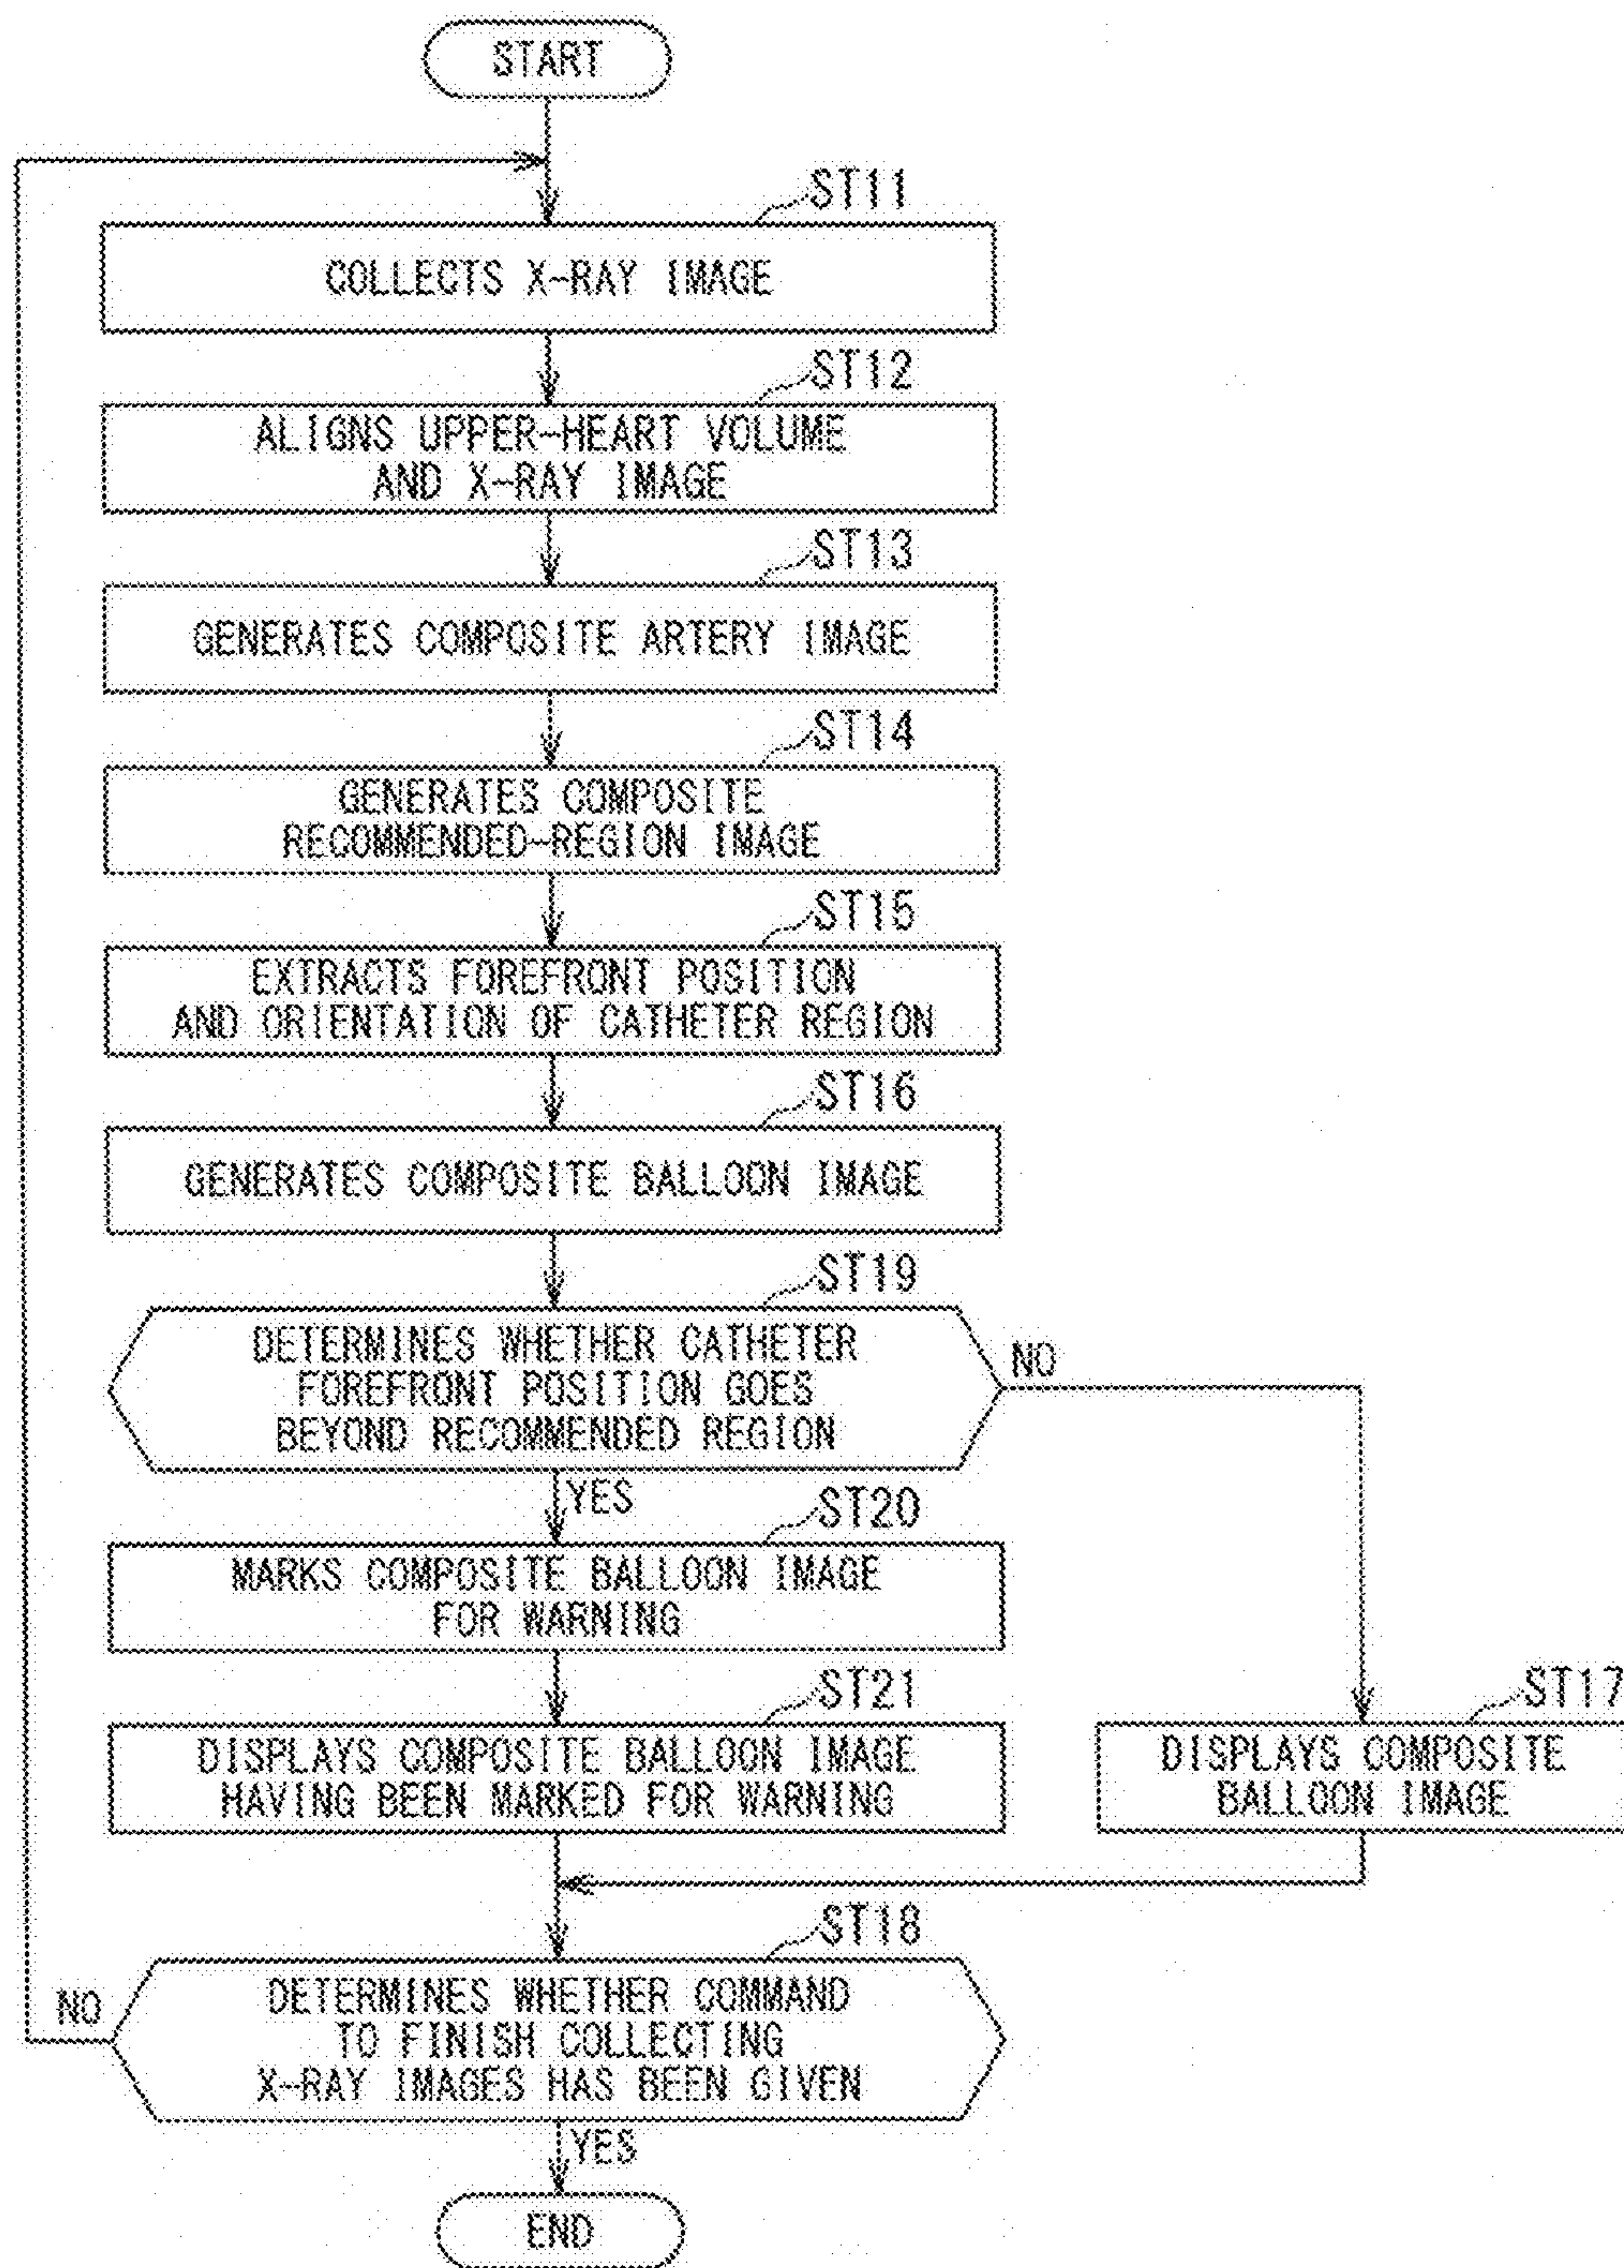 START
ST11
COLLECTS X-RAY IMAGE
ST12
ALIGNS UPPER-HEART VOLUME
AND X-RAY IMAGE
ST13
GENERATES COMPOSITE ARTERY IMAGE
ST14
GENERATES COMPOSITE
RECOMMENDED-REGION IMAGE
ST15
EXTRACTS FOREFRONT POSITION
AND ORIENTATION OF CATHETER REGION
ST16
GENERATES COMPOSITE BALLOON IMAGE
ST19
DETERMINES WHETHER CATHETER
FOREFRONT POSITION GOES
BEYOND RECOMMENDED REGION
NO
YES
ST20
MARKS COMPOSITE BALLOON IMAGE
FOR WARNING
ST21
DISPLAYS COMPOSITE BALLOON IMAGE
HAVING BEEN MARKED FOR WARNING
ST17
DISPLAYS COMPOSITE
BALLOON IMAGE
ST18
DETERMINES WHETHER COMMAND
TO FINISH COLLECTING
X-RAY IMAGES HAS BEEN GIVEN
NO
YES
END